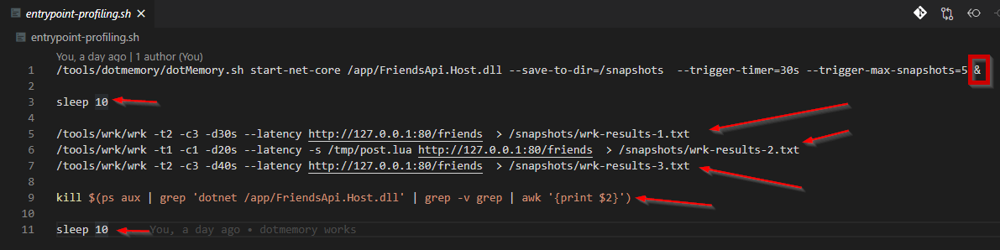 entrypoint-profiling.sh ×
entrypoint-profiling.sh
You, a day ago | 1 author (You)
1 /tools/dotmemory/dotMemory.sh start-net-core /app/FriendsApi.Host.dll --save-to-dir=/snapshots  --trigger-timer=30s --trigger-max-snapshots=5 &
2
3 sleep 10
4
5 /tools/wrk/wrk -t2 -c3 -d30s --latency http://127.0.0.1:80/friends  > /snapshots/wrk-results-1.txt
6 /tools/wrk/wrk -t1 -c1 -d20s --latency -s /tmp/post.lua http://127.0.0.1:80/friends  > /snapshots/wrk-results-2.txt
7 /tools/wrk/wrk -t2 -c3 -d40s --latency http://127.0.0.1:80/friends  > /snapshots/wrk-results-3.txt
8
9 kill $(ps aux | grep 'dotnet /app/FriendsApi.Host.dll' | grep -v grep | awk '{print $2}')
10
11 sleep 10 You, a day ago • dotmemory works